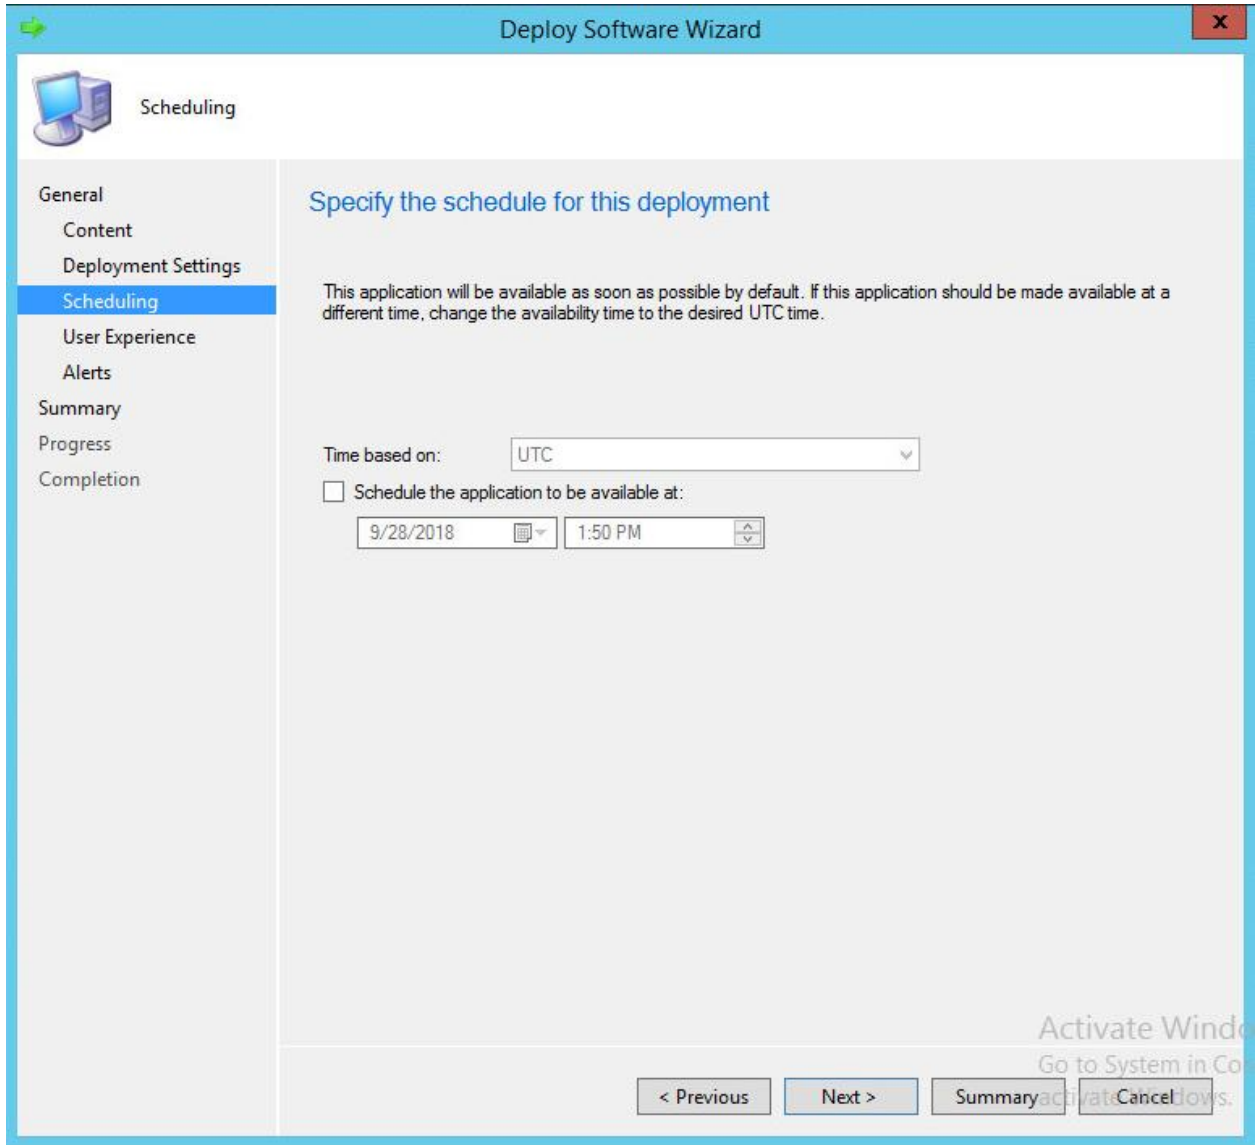 Deploy Software Wizard
x
Scheduling
General
Content
Deployment Settings
Scheduling
User Experience
Alerts
Summary
Progress
Completion
Specify the schedule for this deployment
This application will be available as soon as possible by default. If this application should be made available at a
different time, change the availability time to the desired UTC time.
Time based on: UTC
Schedule the application to be available at:
9/28/2018 1:50 PM
Activate Windo
Go to System in Co
activate Windows.
< Previous Next > Summary Cancel